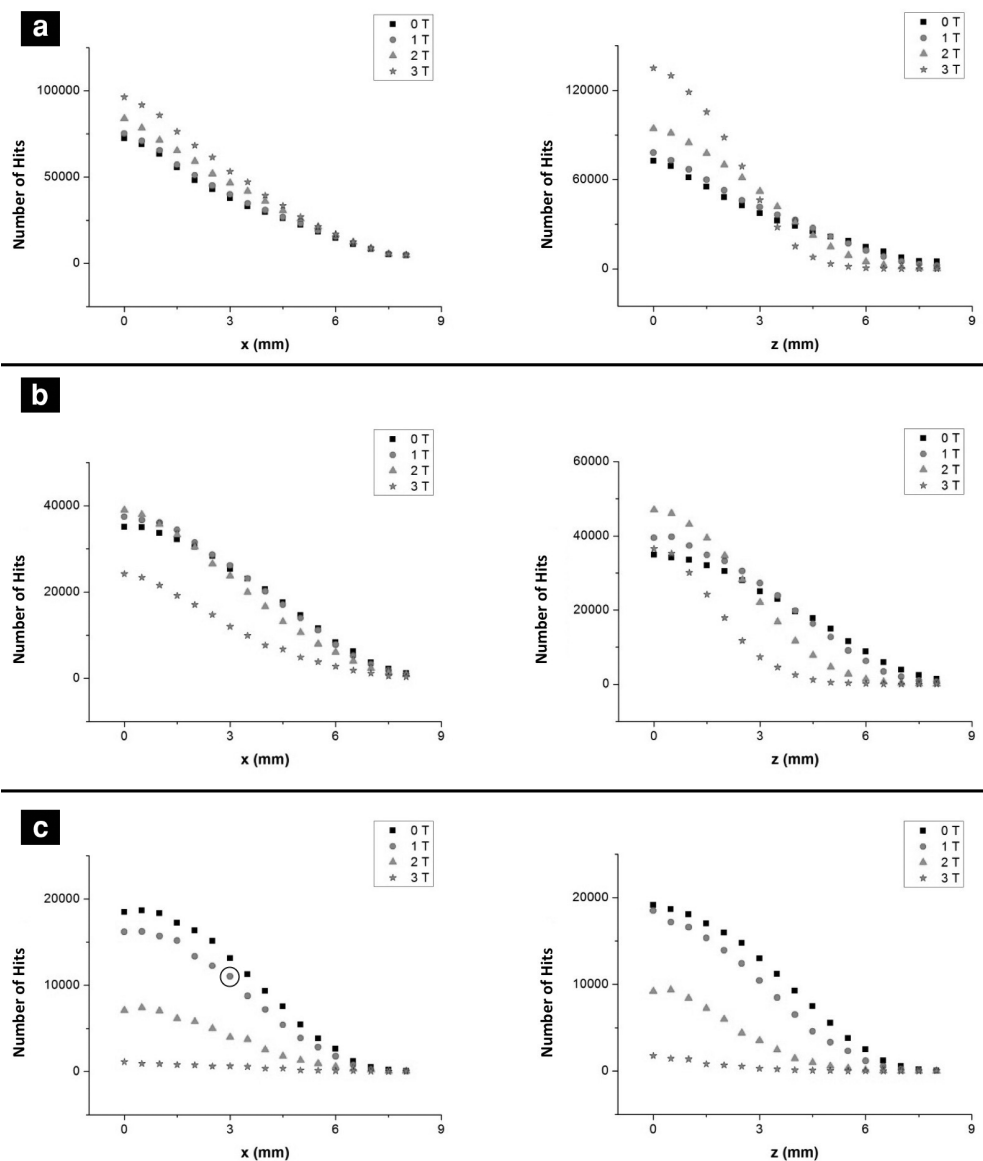 a
0 T
1 T
2 T
3 T
100000
50000
0
Number of Hits
0 3 6 9
x (mm)
0 T
1 T
2 T
3 T
120000
60000
0
Number of Hits
0 3 6 9
z (mm)
b
0 T
1 T
2 T
3 T
40000
20000
0
Number of Hits
0 3 6 9
x (mm)
0 T
1 T
2 T
3 T
60000
40000
20000
0
Number of Hits
0 3 6 9
z (mm)
c
0 T
1 T
2 T
3 T
20000
10000
0
Number of Hits
0 3 6 9
x (mm)
0 T
1 T
2 T
3 T
20000
10000
0
Number of Hits
0 3 6 9
z (mm)